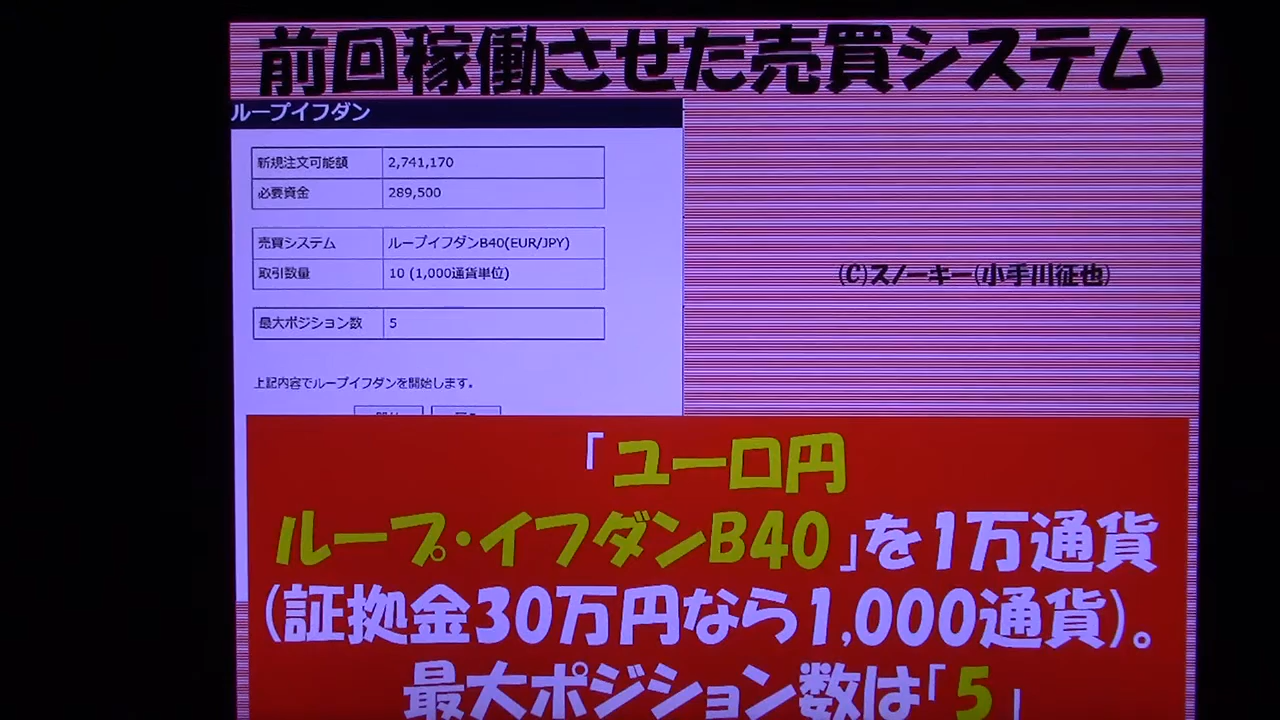 前回稼働させた売買システム
ループイフダン
新規注文可能額 2,741,170
必要資金 289,500
売買システム ループイフダンB40(EUR/JPY)
取引数量 10 (1,000通貨単位)
(C)スノーキー(小手川征也)
最大ポジション数 5
上記内容でループイフダンを開始します。
「ユーロ円
ループ・イフダンB40」を1万通貨
(証拠金30万円なら1,000通貨)。
最大ポジション数は「5」